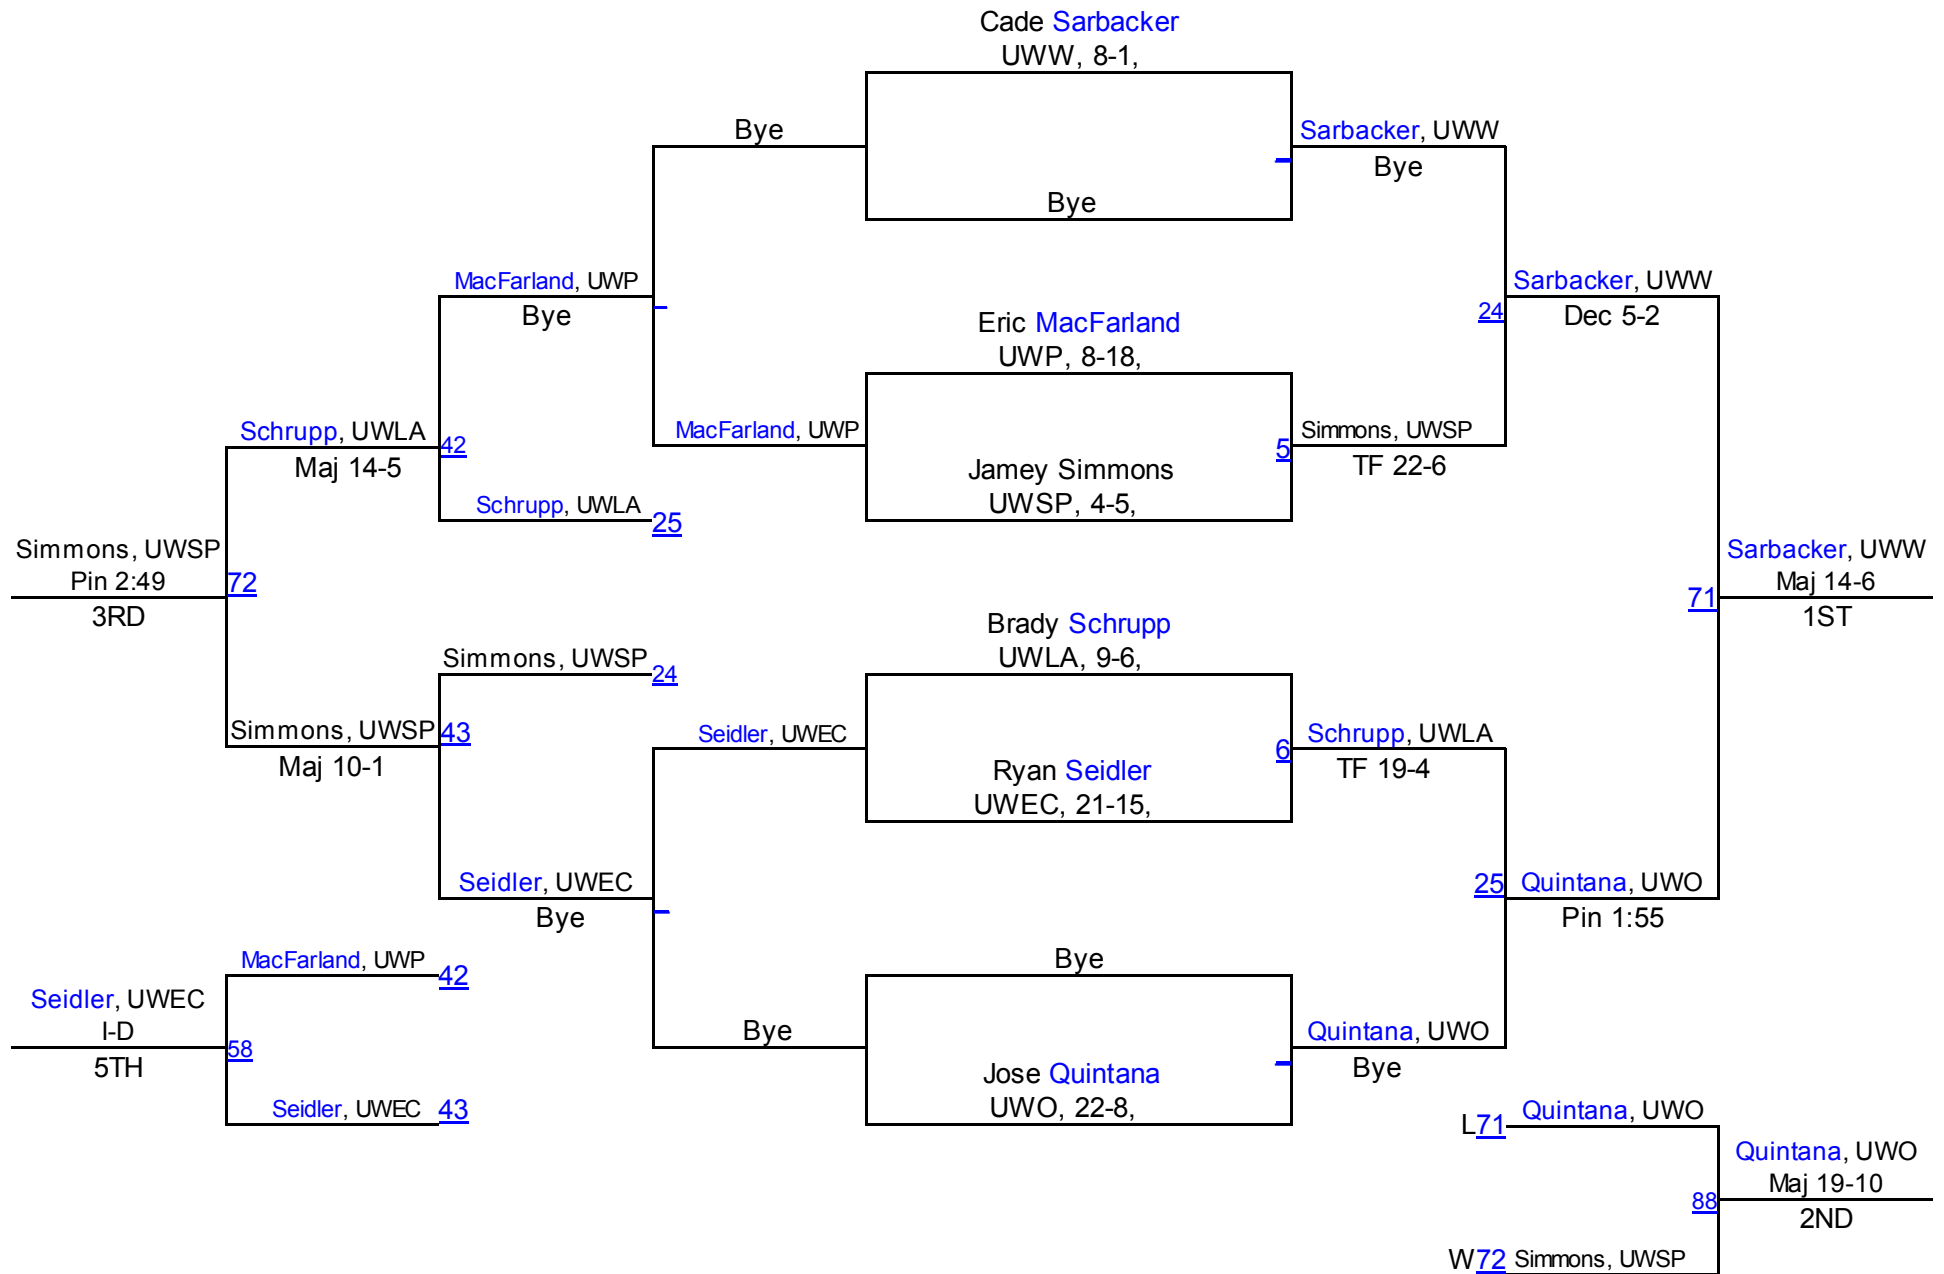 Cade Sarbacker
UWW, 8-1,
Bye
Sarbacker, UWW
Bye
Bye
MacFarland, UWP
Bye
Sarbacker, UWW
24
Dec 5-2
Eric MacFarland
UWP, 8-18,
Schrupp, UWLA
42
Maj 14-5
MacFarland, UWP
Simmons, UWSP
5
TF 22-6
Jamey Simmons
UWSP, 4-5,
Schrupp, UWLA
25
Simmons, UWSP
Pin 2:49
72
3RD
Sarbacker, UWW
Maj 14-6
71
1ST
Brady Schrupp
UWLA, 9-6,
Simmons, UWSP
24
Simmons, UWSP
43
Maj 10-1
Seidler, UWEC
Schrupp, UWLA
6
TF 19-4
Ryan Seidler
UWEC, 21-15,
Seidler, UWEC
Bye
25
Quintana, UWO
Pin 1:55
MacFarland, UWP
42
Bye
Seidler, UWEC
I-D
58
5TH
Bye
Quintana, UWO
Bye
Jose Quintana
UWO, 22-8,
Seidler, UWEC
43
L71
Quintana, UWO
Quintana, UWO
Maj 19-10
88
2ND
W72
Simmons, UWSP